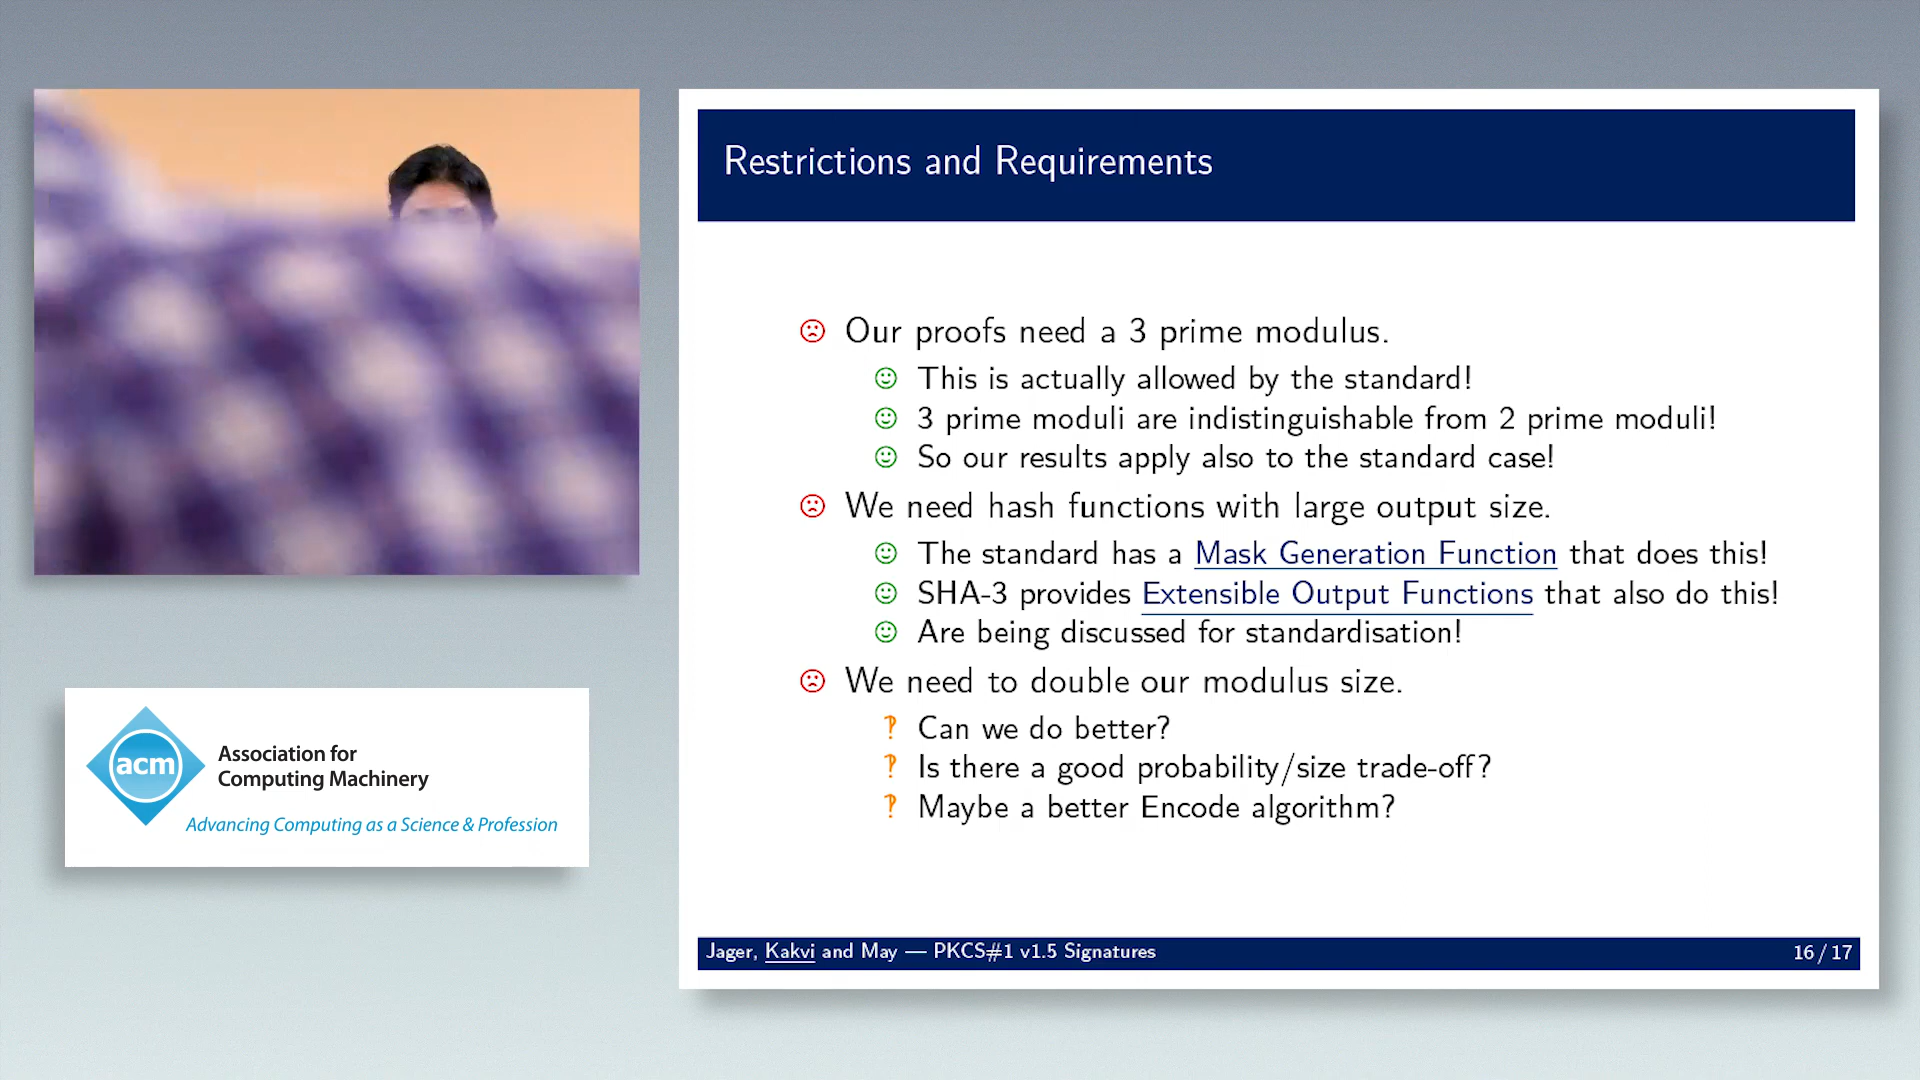 Restrictions and Requirements
Our proofs need a 3 prime modulus.
This is actually allowed by the standard!
3 prime moduli are indistinguishable from 2 prime moduli!
So our results apply also to the standard case!
We need hash functions with large output size.
The standard has a Mask Generation Function that does this!
SHA-3 provides Extensible Output Functions that also do this!
Are being discussed for standardisation!
We need to double our modulus size.
‽ Can we do better?
‽ Is there a good probability/size trade-off?
‽ Maybe a better Encode algorithm?
Jager, Kakvi and May — PKCS#1 v1.5 Signatures
16 / 17
acm
Association for
Computing Machinery
Advancing Computing as a Science & Profession